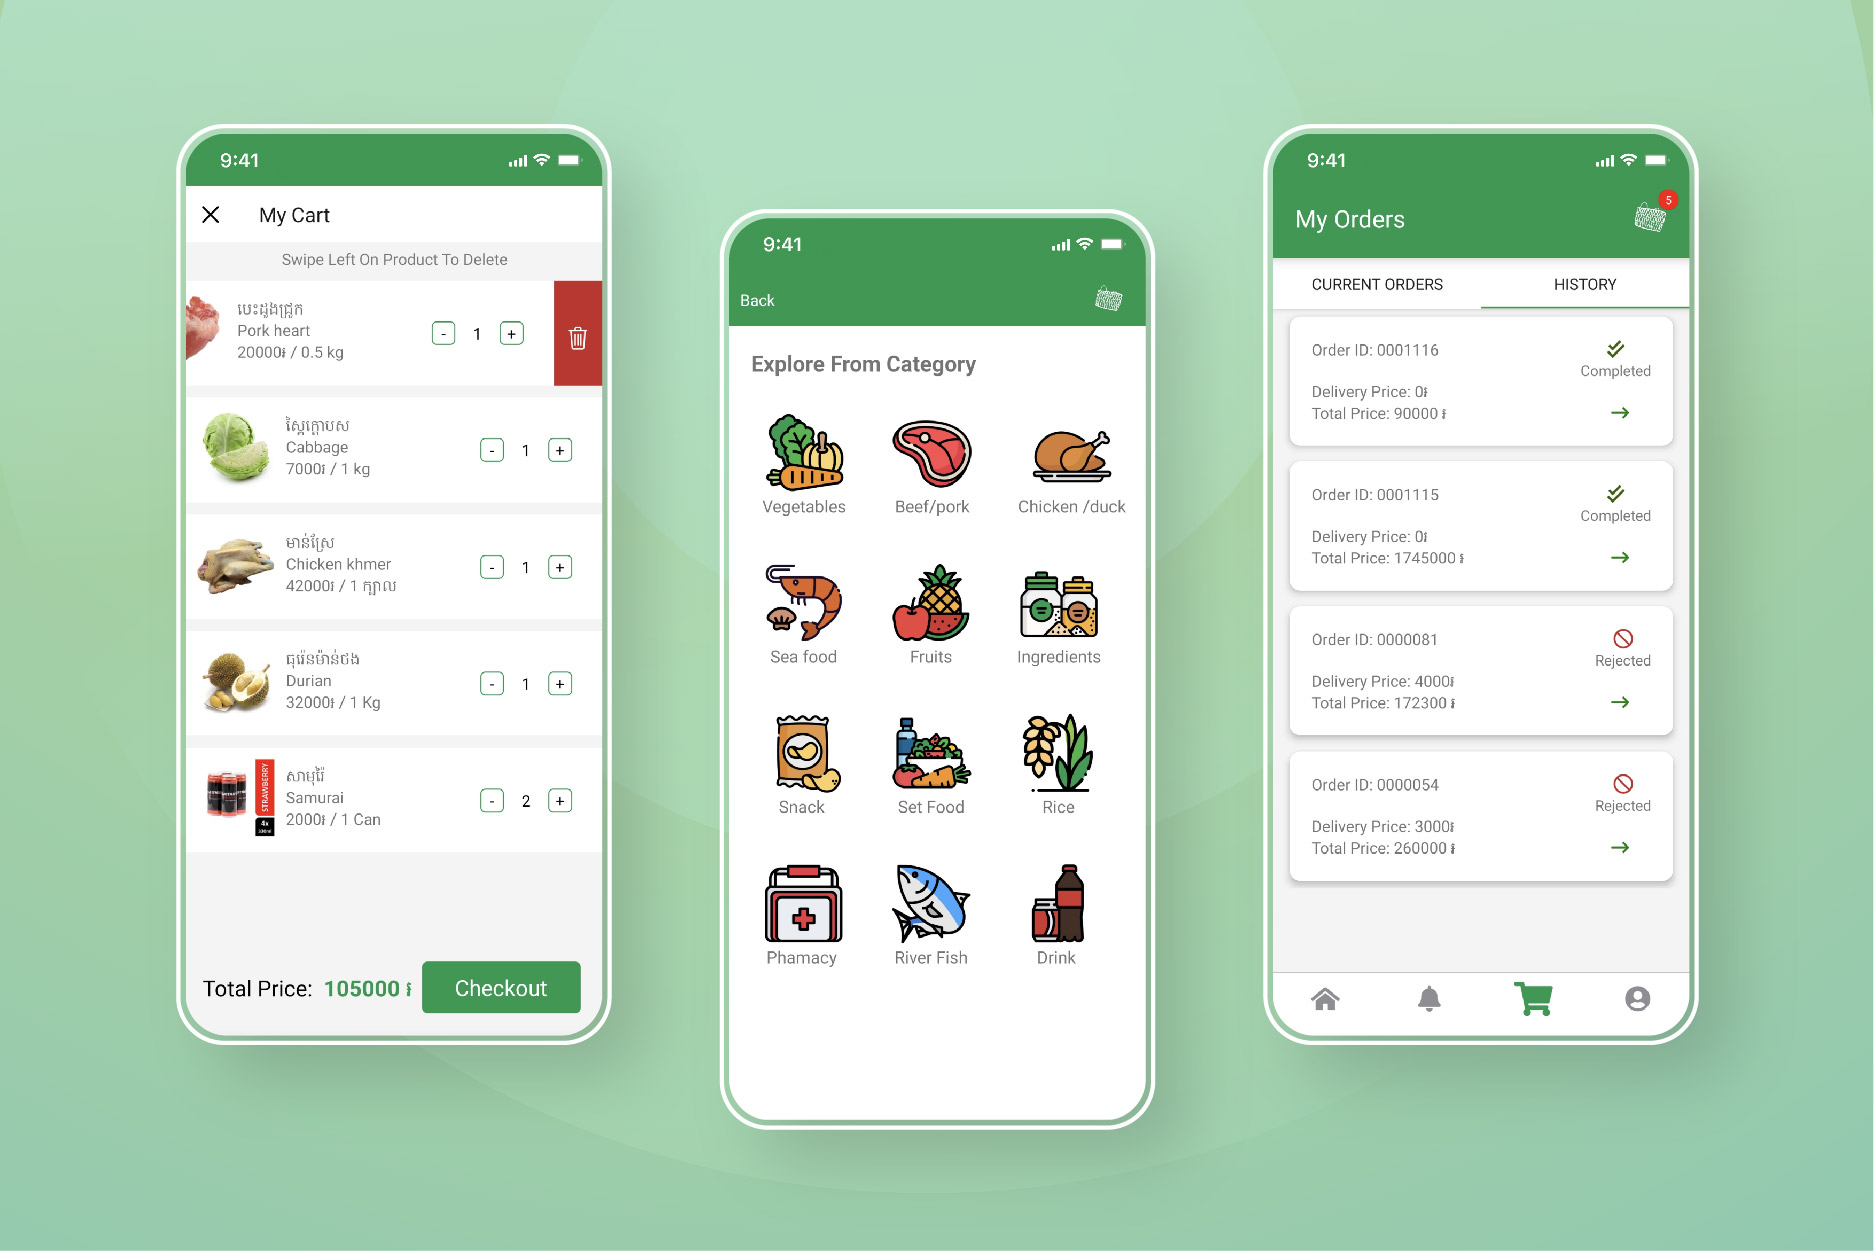 9:41
My Cart
Swipe Left On Product To Delete
បេះដូងជ្រូក
Pork heart
20000៛ / 0.5 kg
- 1 +
ស្ពៃក្តោបស
Cabbage
7000៛ / 1 kg
- 1 +
មាន់ស្រែ
Chicken khmer
42000៛ / 1 ក្បាល
- 1 +
ធុរ៉េនម៉ាន់ថង
Durian
32000៛ / 1 Kg
- 1 +
STRAWBERRY
4x
330ml
សាមុរ៉ៃ
Samurai
2000៛ / 1 Can
- 2 +
Total Price: 105000 ៛
Checkout
9:41
Back
Explore From Category
Vegetables
Beef/pork
Chicken /duck
Sea food
Fruits
Ingredients
Snack
Set Food
Rice
Phamacy
River Fish
Drink
9:41
My Orders
5
CURRENT ORDERS
HISTORY
Order ID: 0001116
Completed
Delivery Price: 0៛
Total Price: 90000 ៛
Order ID: 0001115
Completed
Delivery Price: 0៛
Total Price: 1745000 ៛
Order ID: 0000081
Rejected
Delivery Price: 4000៛
Total Price: 172300 ៛
Order ID: 0000054
Rejected
Delivery Price: 3000៛
Total Price: 260000 ៛